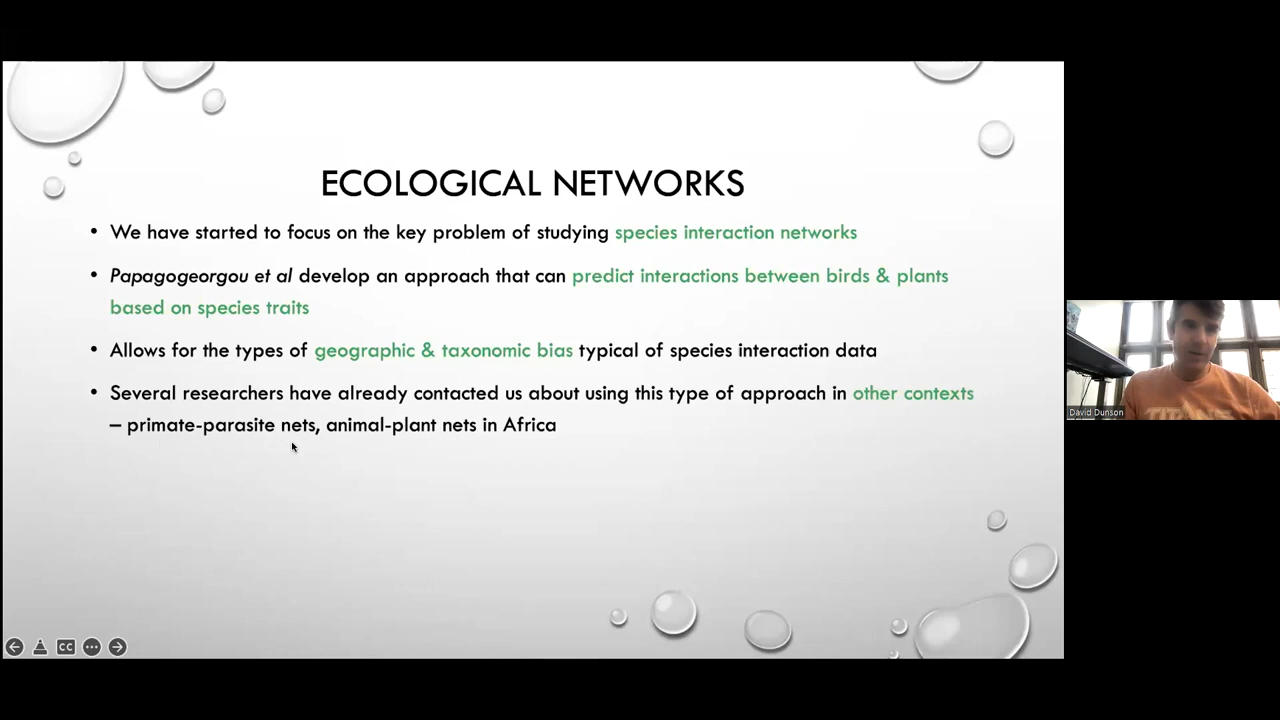 ECOLOGICAL NETWORKS
• We have started to focus on the key problem of studying species interaction networks
• Papagogeorgou et al develop an approach that can predict interactions between birds & plants
based on species traits
• Allows for the types of geographic & taxonomic bias typical of species interaction data
• Several researchers have already contacted us about using this type of approach in other contexts
– primate-parasite nets, animal-plant nets in Africa
David Dunson
TITANS
CC